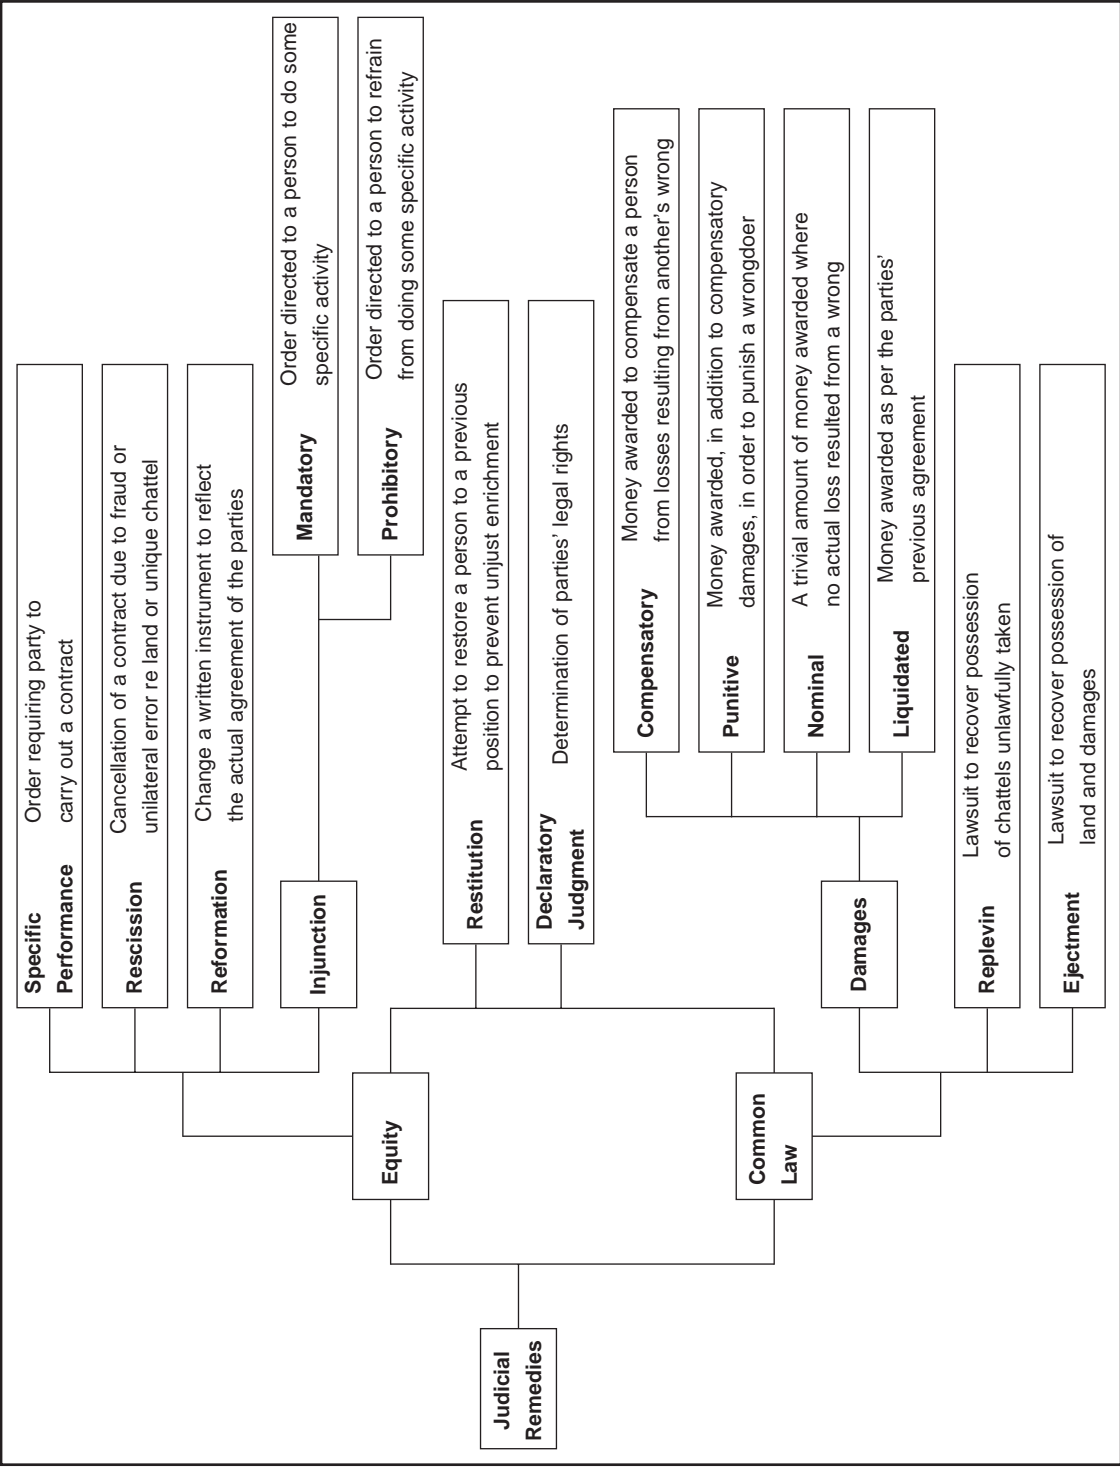 Judicial
Remedies
Equity
Common
Law
Specific
Performance
Order requiring party to
carry out a contract
Rescission
Cancellation of a contract due to fraud or
unilateral error re land or unique chattel
Reformation
Change a written instrument to reflect
the actual agreement of the parties
Injunction
Mandatory
Order directed to a person to do some
specific activity
Prohibitory
Order directed to a person to refrain
from doing some specific activity
Restitution
Attempt to restore a person to a previous
position to prevent unjust enrichment
Declaratory
Judgment
Determination of parties' legal rights
Damages
Compensatory
Money awarded to compensate a person
from losses resulting from another's wrong
Punitive
Money awarded, in addition to compensatory
damages, in order to punish a wrongdoer
Nominal
A trivial amount of money awarded where
no actual loss resulted from a wrong
Liquidated
Money awarded as per the parties'
previous agreement
Replevin
Lawsuit to recover possession
of chattels unlawfully taken
Ejectment
Lawsuit to recover possession of
land and damages